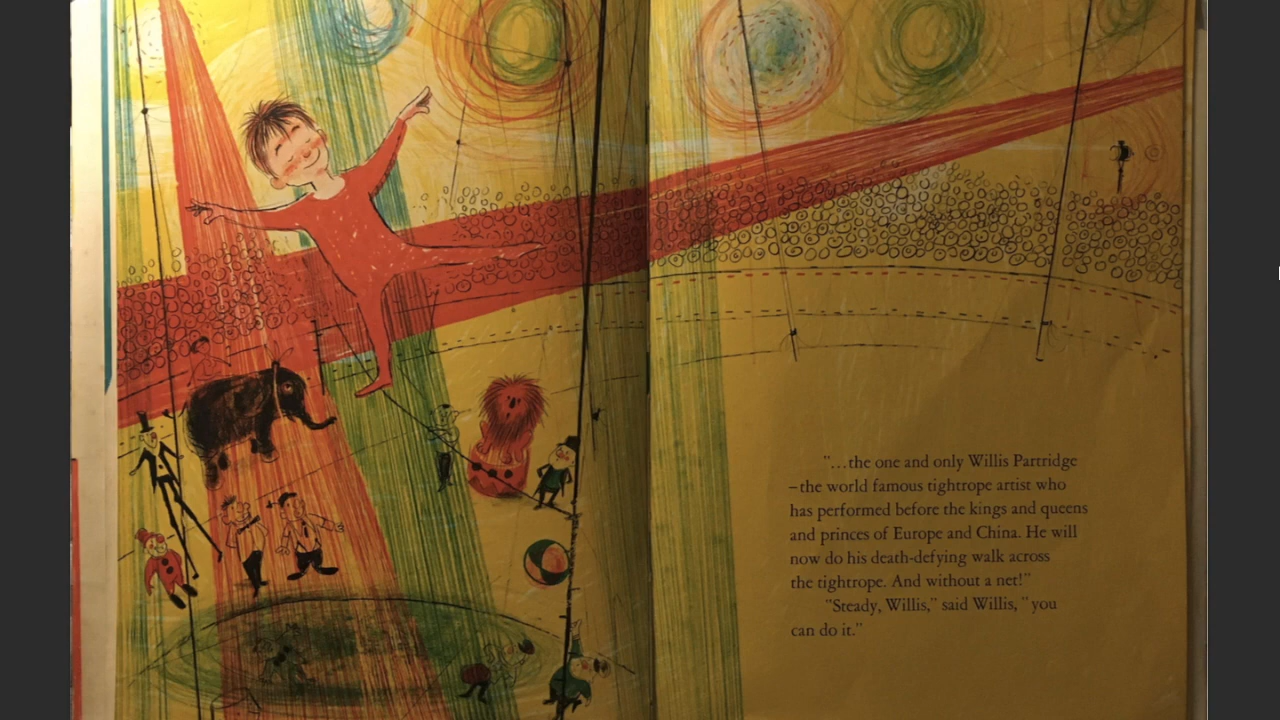 "...the one and only Willis Partridge
–the world famous tightrope artist who
has performed before the kings and queens
and princes of Europe and China. He will
now do his death-defying walk across
the tightrope. And without a net!"
"Steady, Willis," said Willis, "you
can do it."